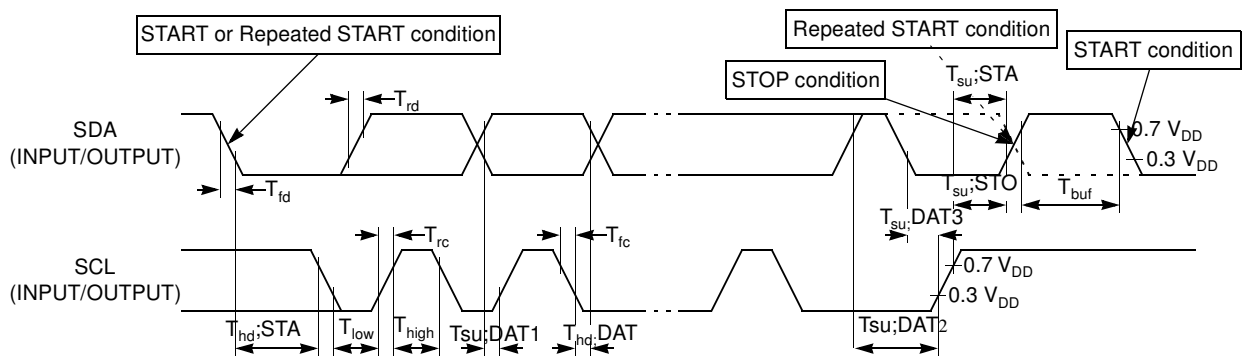 START or Repeated START condition
Repeated START condition
START condition
STOP condition
Tsu;STA
Trd
SDA
(INPUT/OUTPUT)
0.7 VDD
0.3 VDD
Tfd
Tsu;STO
Tbuf
Tsu;DAT3
Trc
Tfc
SCL
(INPUT/OUTPUT)
0.7 VDD
0.3 VDD
Thd;STA
Tlow
Thigh
Tsu;DAT1
Thd;DAT
Tsu;DAT2